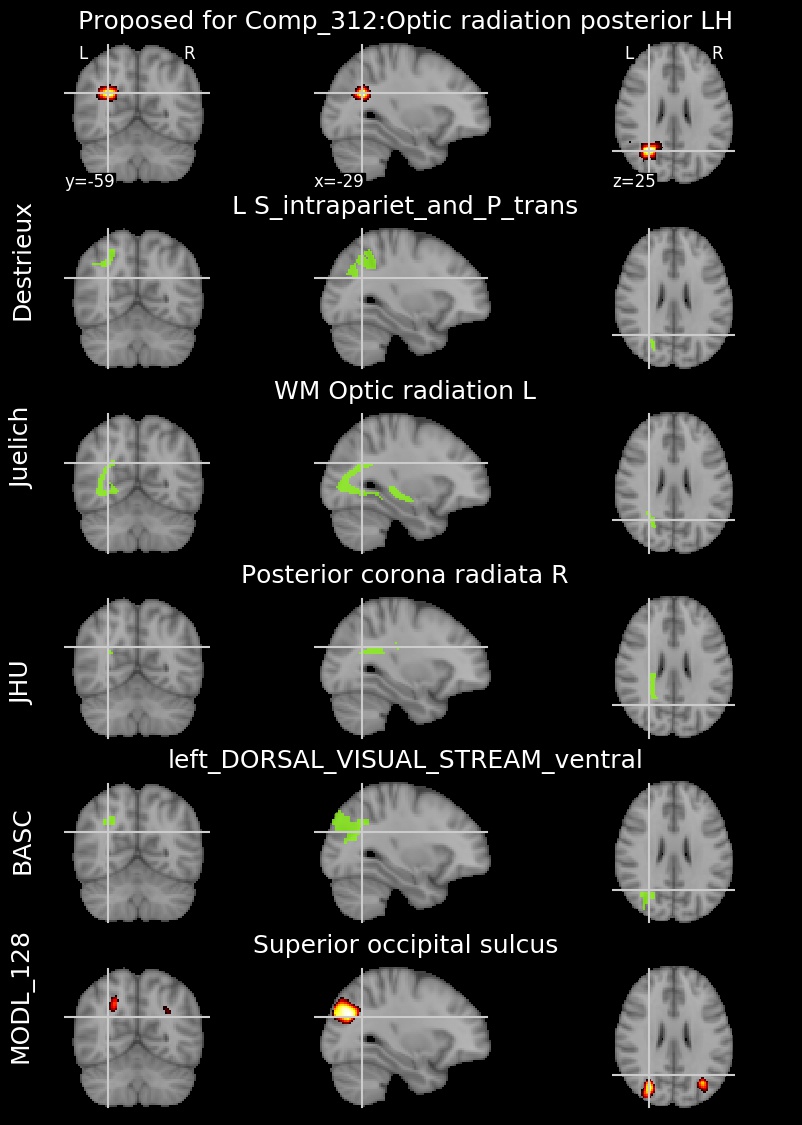 Proposed for Comp_312:Optic radiation posterior LH
L R L R
y=-59 x=-29 z=25
L S_intrapariet_and_P_trans
Destrieux
WM Optic radiation L
Juelich
Posterior corona radiata R
JHU
left_DORSAL_VISUAL_STREAM_ventral
BASC
Superior occipital sulcus
MODL_128